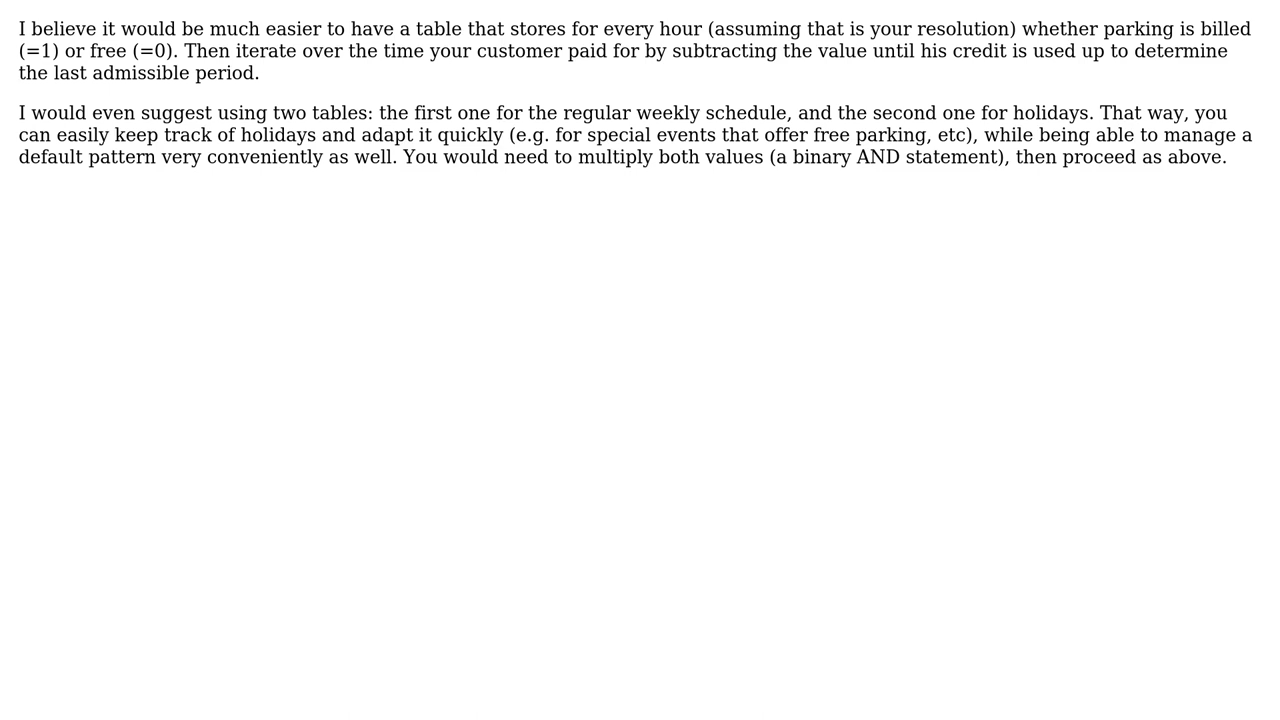 I believe it would be much easier to have a table that stores for every hour (assuming that is your resolution) whether parking is billed
(=1) or free (=0). Then iterate over the time your customer paid for by subtracting the value until his credit is used up to determine
the last admissible period.
I would even suggest using two tables: the first one for the regular weekly schedule, and the second one for holidays. That way, you
can easily keep track of holidays and adapt it quickly (e.g. for special events that offer free parking, etc), while being able to manage a
default pattern very conveniently as well. You would need to multiply both values (a binary AND statement), then proceed as above.